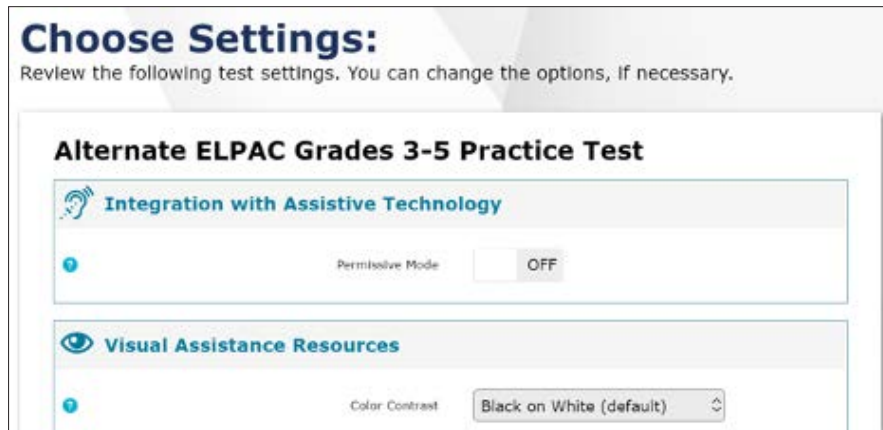 Choose Settings:
Review the following test settings. You can change the options, if necessary.
Alternate ELPAC Grades 3-5 Practice Test
Integration with Assistive Technology
? Permissive Mode OFF
Visual Assistance Resources
? Color Contrast Black on White (default)